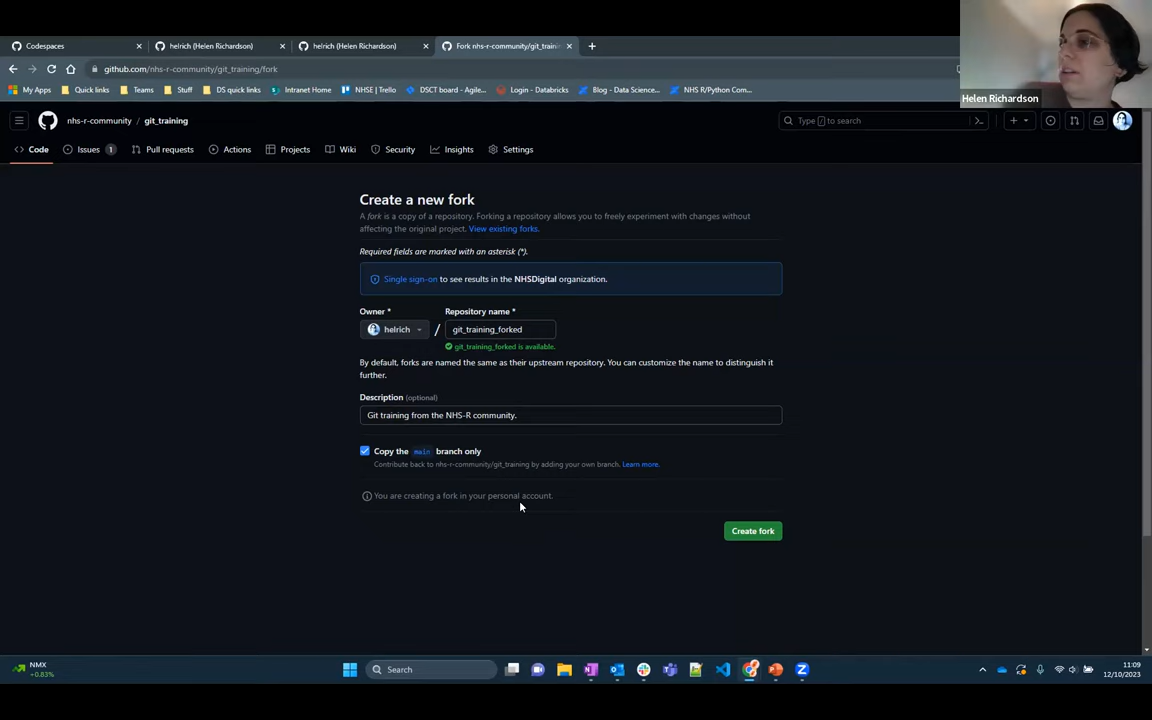 Codespaces
helrich (Helen Richardson)
helrich (Helen Richardson)
Fork nhs-r-community/git_trainin
github.com/nhs-r-community/git_training/fork
My Apps
Quick links
Teams
Stuff
DS quick links
Intranet Home
NHSE | Trello
DSCT board - Agile...
Login - Databricks
Blog - Data Science...
NHS R/Python Com...
Helen Richardson
nhs-r-community / git_training
Type / to search
Code
Issues 1
Pull requests
Actions
Projects
Wiki
Security
Insights
Settings
Create a new fork
A fork is a copy of a repository. Forking a repository allows you to freely experiment with changes without
affecting the original project. View existing forks.
Required fields are marked with an asterisk (*).
Single sign-on to see results in the NHSDigital organization.
Owner *
Repository name *
helrich / git_training_forked
git_training_forked is available.
By default, forks are named the same as their upstream repository. You can customize the name to distinguish it
further.
Description (optional)
Git training from the NHS-R community.
Copy the main branch only
Contribute back to nhs-r-community/git_training by adding your own branch. Learn more.
You are creating a fork in your personal account.
Create fork
NMX
+0.83%
Search
11:09
12/10/2023